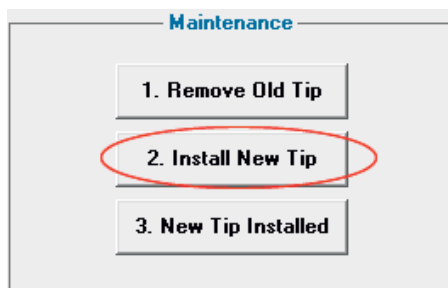 Maintenance
1. Remove Old Tip
2. Install New Tip
3. New Tip Installed